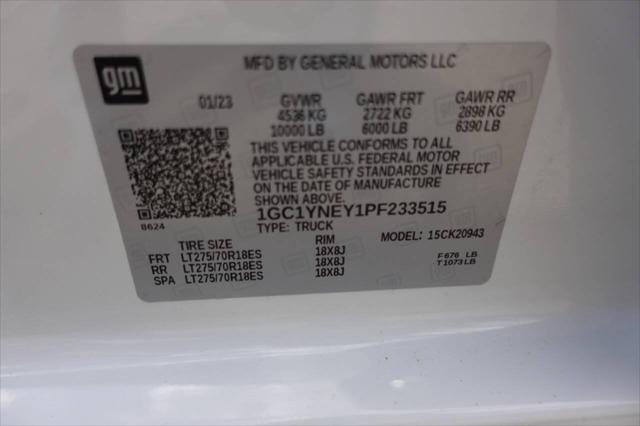 gm
MFD BY GENERAL MOTORS LLC
01/23 GVWR GAWR FRT GAWR RR
4536 KG 2722 KG 2898 KG
10000 LB 6000 LB 6390 LB
THIS VEHICLE CONFORMS TO ALL
APPLICABLE U.S. FEDERAL MOTOR
VEHICLE SAFETY STANDARDS IN EFFECT
ON THE DATE OF MANUFACTURE
SHOWN ABOVE.
8624
1GC1YNEY1PF233515
TYPE: TRUCK
MODEL: 15CK20943
TIRE SIZE RIM
FRT LT275/70R18ES 18X8J
RR LT275/70R18ES 18X8J
SPA LT275/70R18ES 18X8J
F 676 LB
T 1073 LB